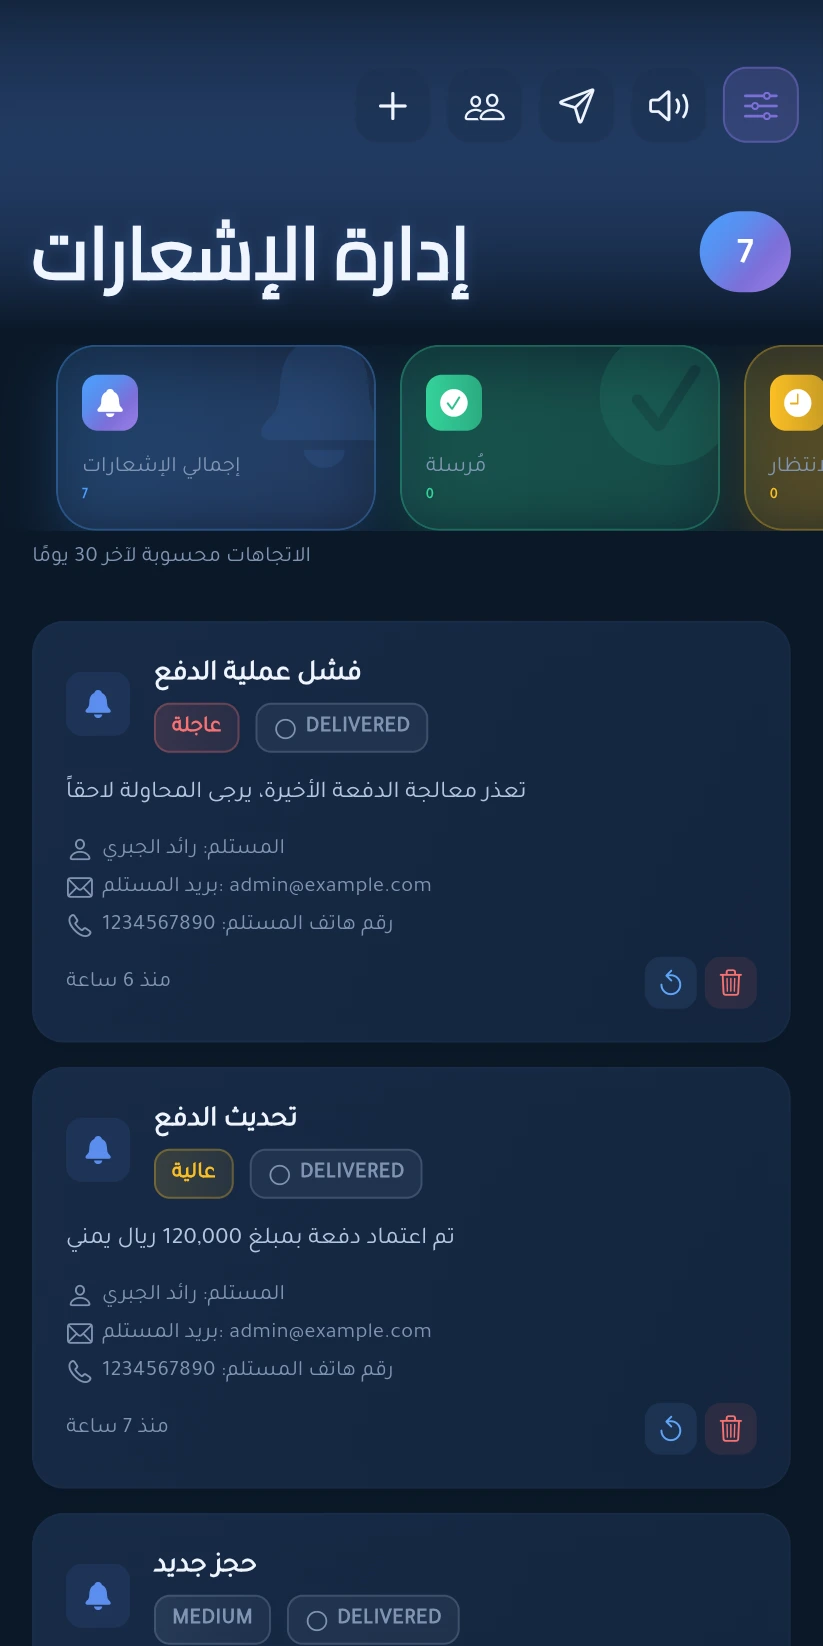 إدارة الإشعارات
7
إجمالي الإشعارات
7
مُرسلة
0
0
الاتجاهات محسوبة لآخر 30 يومًا
فشل عملية الدفع
عاجلة
DELIVERED
تعذر معالجة الدفعة الأخيرة، يرجى المحاولة لاحقاً
المستلم: رائد الجبري
بريد المستلم: admin@example.com
رقم هاتف المستلم: 1234567890
منذ 6 ساعة
تحديث الدفع
عالية
DELIVERED
تم اعتماد دفعة بمبلغ 120,000 ريال يمني
المستلم: رائد الجبري
بريد المستلم: admin@example.com
رقم هاتف المستلم: 1234567890
منذ 7 ساعة
حجز جديد
MEDIUM
DELIVERED